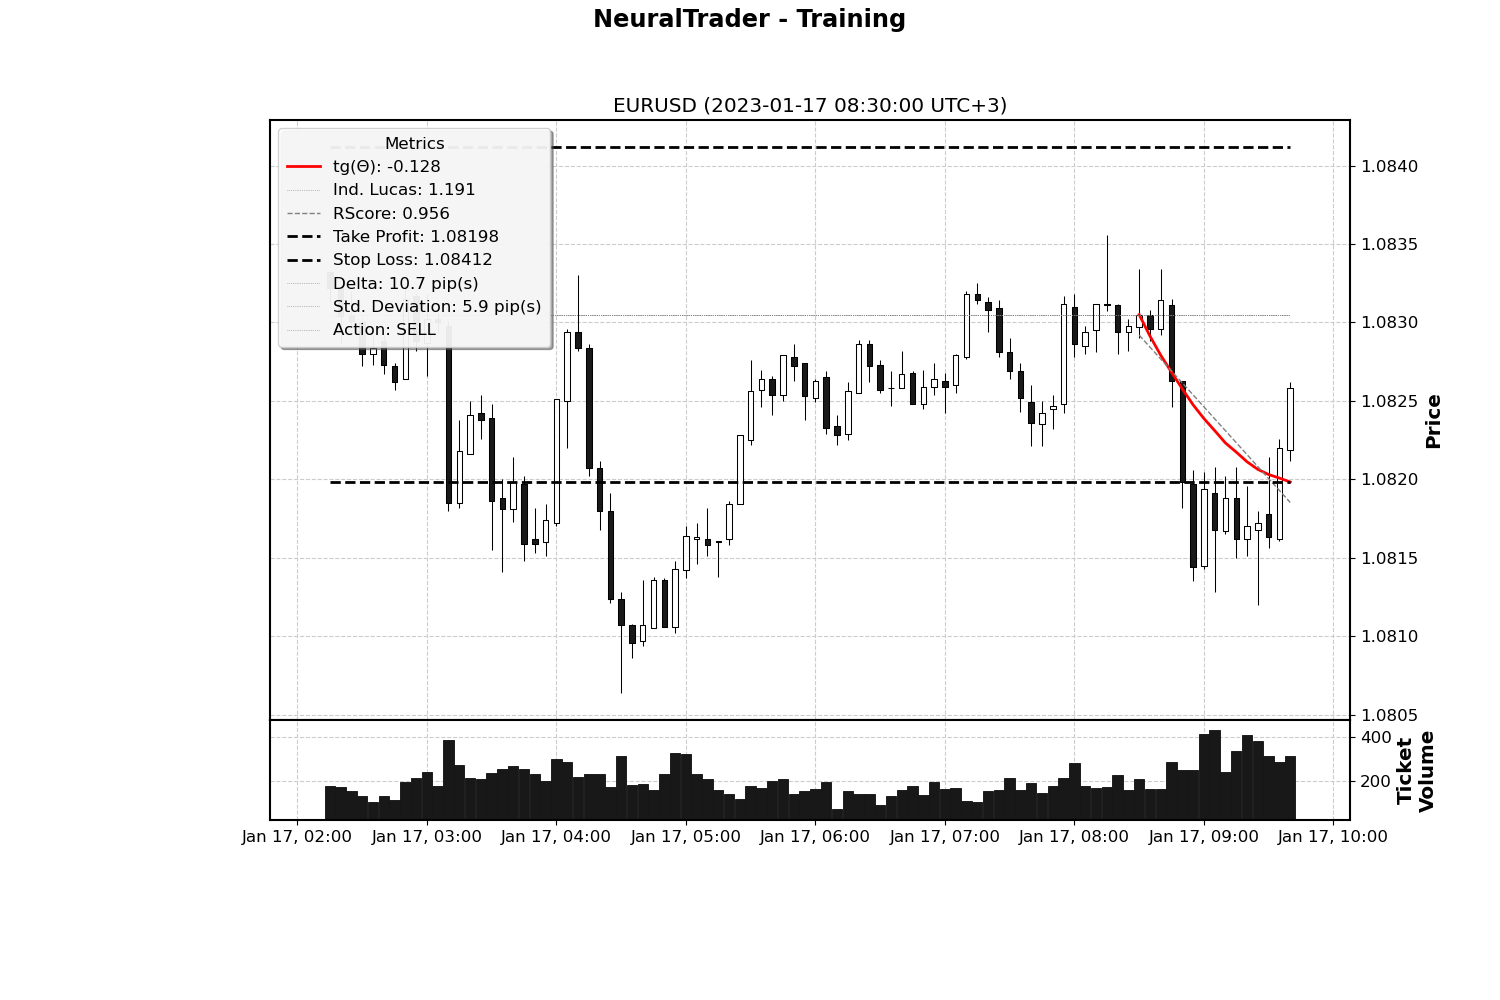 NeuralTrader - Training
EURUSD (2023-01-17 08:30:00 UTC+3)
Metrics
tg(Θ): -0.128
Ind. Lucas: 1.191
RScore: 0.956
Take Profit: 1.08198
Stop Loss: 1.08412
Delta: 10.7 pip(s)
Std. Deviation: 5.9 pip(s)
Action: SELL
1.0840
1.0835
1.0830
1.0825
1.0820
1.0815
1.0810
1.0805
Price
400
200
Ticket
Volume
Jan 17, 02:00
Jan 17, 03:00
Jan 17, 04:00
Jan 17, 05:00
Jan 17, 06:00
Jan 17, 07:00
Jan 17, 08:00
Jan 17, 09:00
Jan 17, 10:00